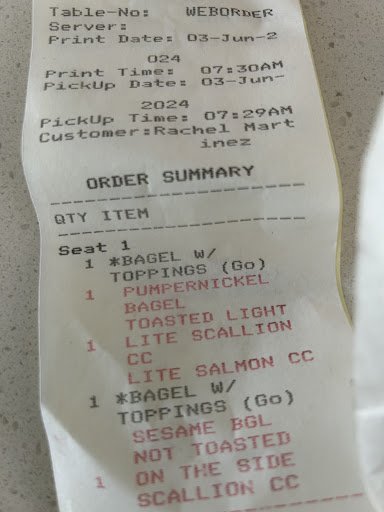 Table-No: WEBORDER
Server:
Print Date: 03-Jun-2
024
Print Time: 07:30AM
PickUp Date: 03-Jun-
2024
PickUp Time: 07:29AM
Customer:Rachel Mart
inez
ORDER SUMMARY
--------------------
QTY ITEM
--------------------
Seat 1
1 *BAGEL W/
TOPPINGS (Go)
1 PUMPERNICKEL
BAGEL
TOASTED LIGHT
1 LITE SCALLION
CC
LITE SALMON CC
1 *BAGEL W/
TOPPINGS (Go)
SESAME BGL
NOT TOASTED
1 ON THE SIDE
SCALLION CC